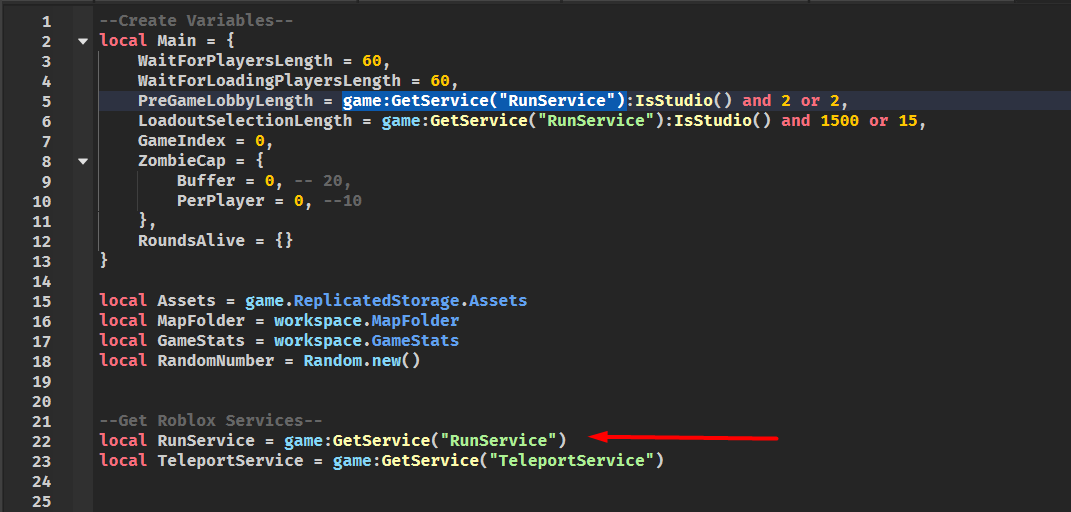 1 --Create Variables--
2 local Main = {
3 WaitForPlayersLength = 60,
4 WaitForLoadingPlayersLength = 60,
5 PreGameLobbyLength = game:GetService("RunService"):IsStudio() and 2 or 2,
6 LoadoutSelectionLength = game:GetService("RunService"):IsStudio() and 1500 or 15,
7 GameIndex = 0,
8 ZombieCap = {
9 Buffer = 0, -- 20,
10 PerPlayer = 0, --10
11 },
12 RoundsAlive = {}
13 }
14
15 local Assets = game.ReplicatedStorage.Assets
16 local MapFolder = workspace.MapFolder
17 local GameStats = workspace.GameStats
18 local RandomNumber = Random.new()
19
20
21 --Get Roblox Services--
22 local RunService = game:GetService("RunService")
23 local TeleportService = game:GetService("TeleportService")
24
25